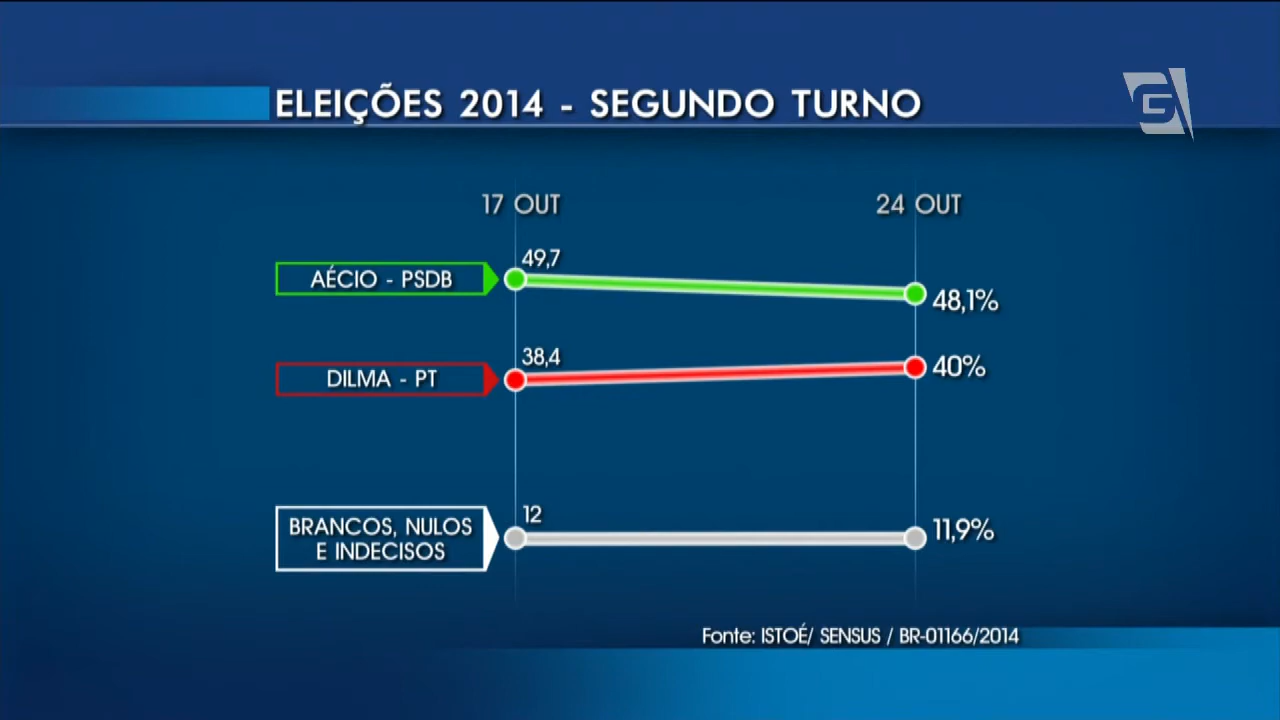 ELEIÇÕES 2014 - SEGUNDO TURNO
17 OUT
24 OUT
AÉCIO - PSDB
49,7
48,1%
DILMA - PT
38,4
40%
BRANCOS, NULOS
E INDECISOS
12
11,9%
Fonte: ISTOÉ/ SENSUS / BR-01166/2014